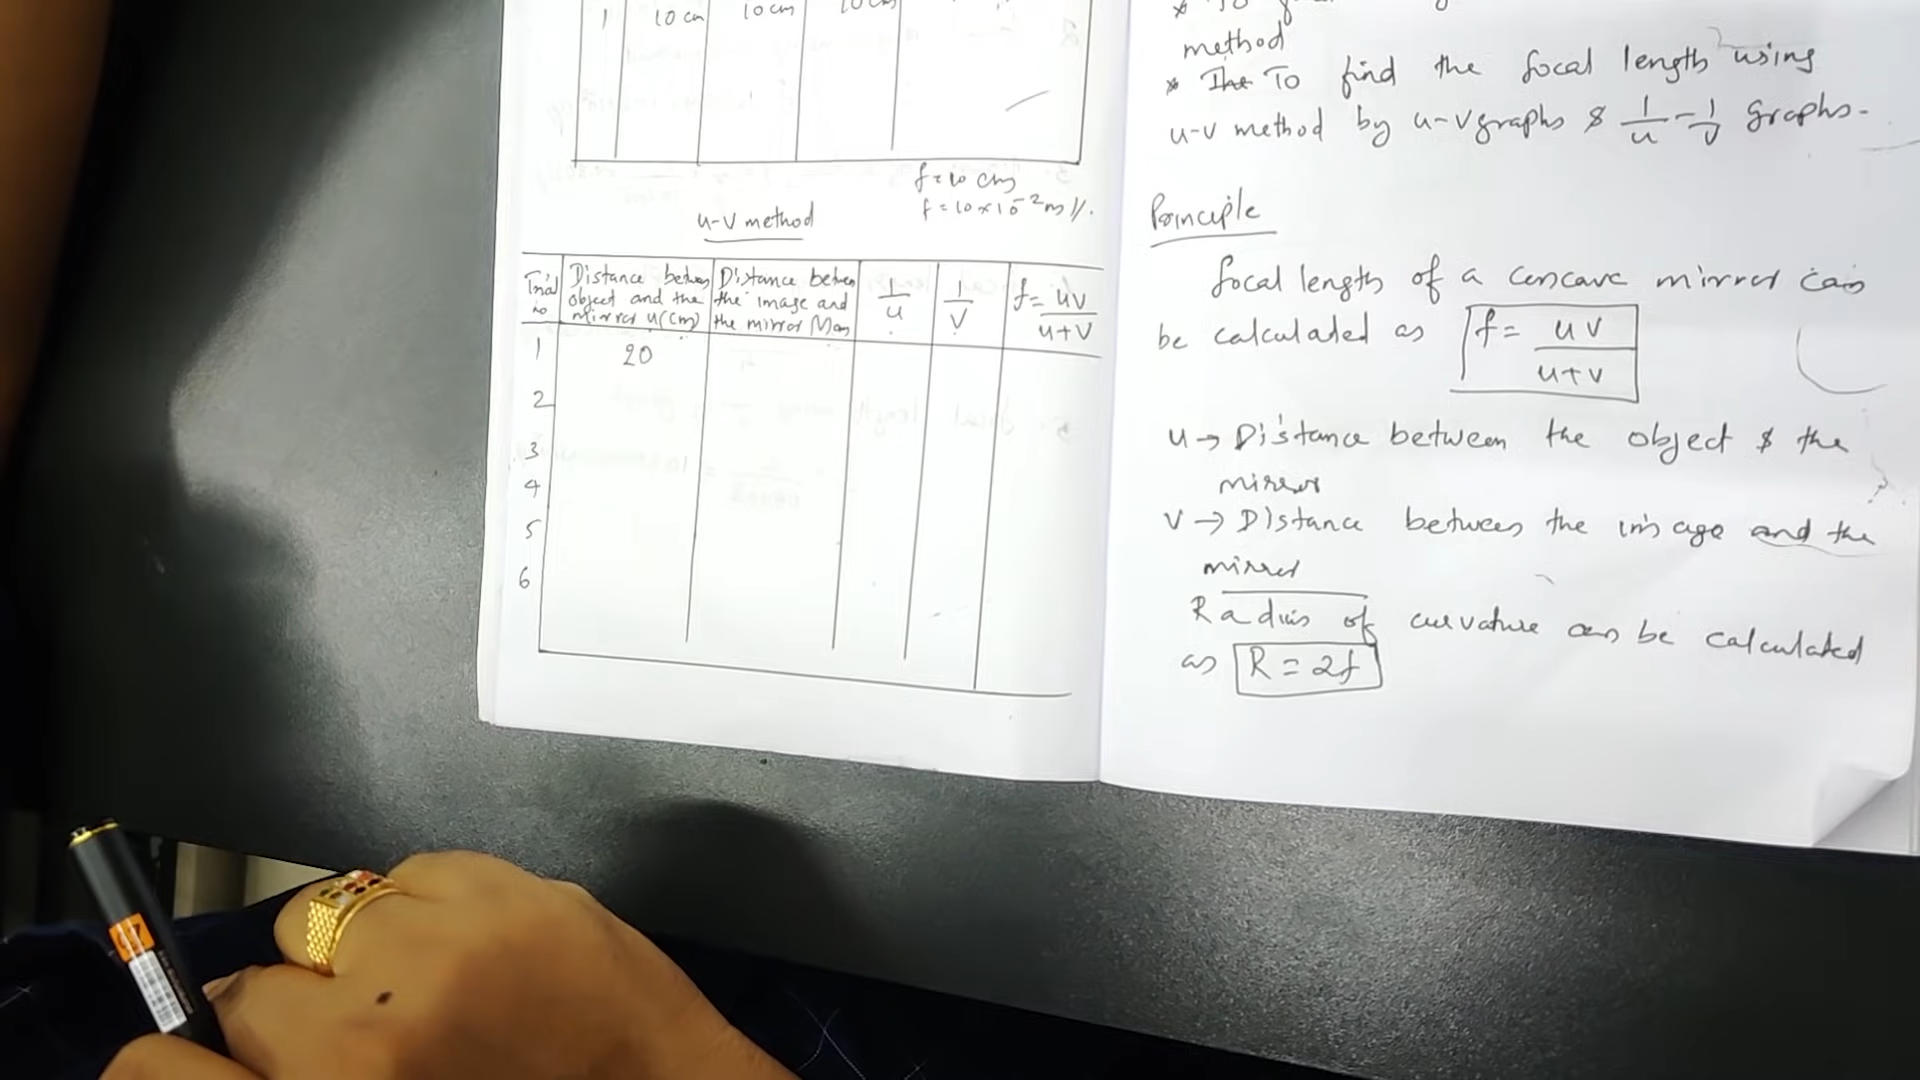 1 10 cm 10 cm 10 cm
f = 10 cm
f = 10 × 10⁻² m //.
u-v method
Trial no
Distance between
object and the
mirror u (cm)
Distance between
the image and
the mirror
1/u
1/v
f = uv/u+v
1 20
2
3
4
5
6
method
* To find the focal length using
u-v method by u-v graphs & 1/u - 1/v graphs.
Principle
focal length of a concave mirror can
be calculated as f = uv/u+v
u → Distance between the object & the
mirror
v → Distance between the image and the
mirror
Radius of curvature can be calculated
as R = 2f